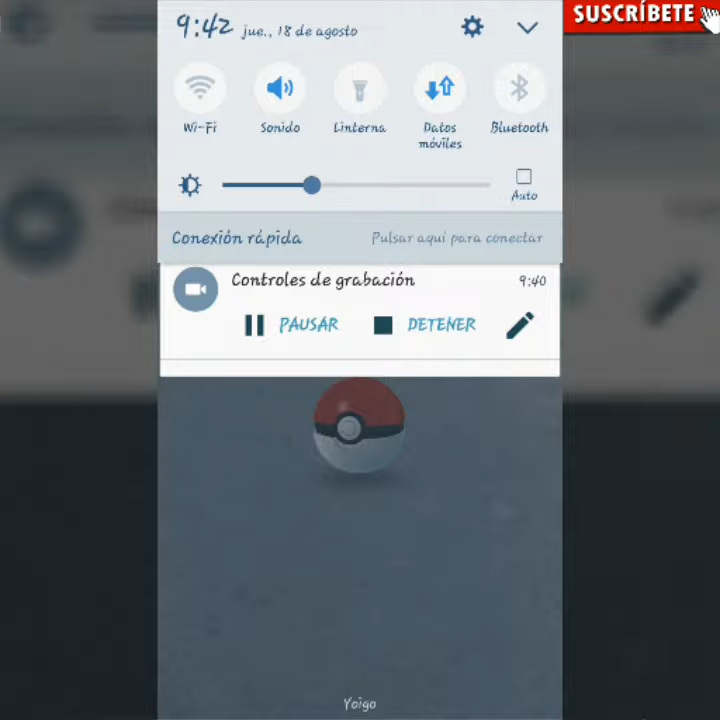 SUSCRÍBETE
9:42 jue., 18 de agosto
Wi-Fi Sonido Linterna Datos móviles Bluetooth
Auto
Conexión rápida Pulsar aquí para conectar
Controles de grabación 9:40
PAUSAR DETENER
Yoigo